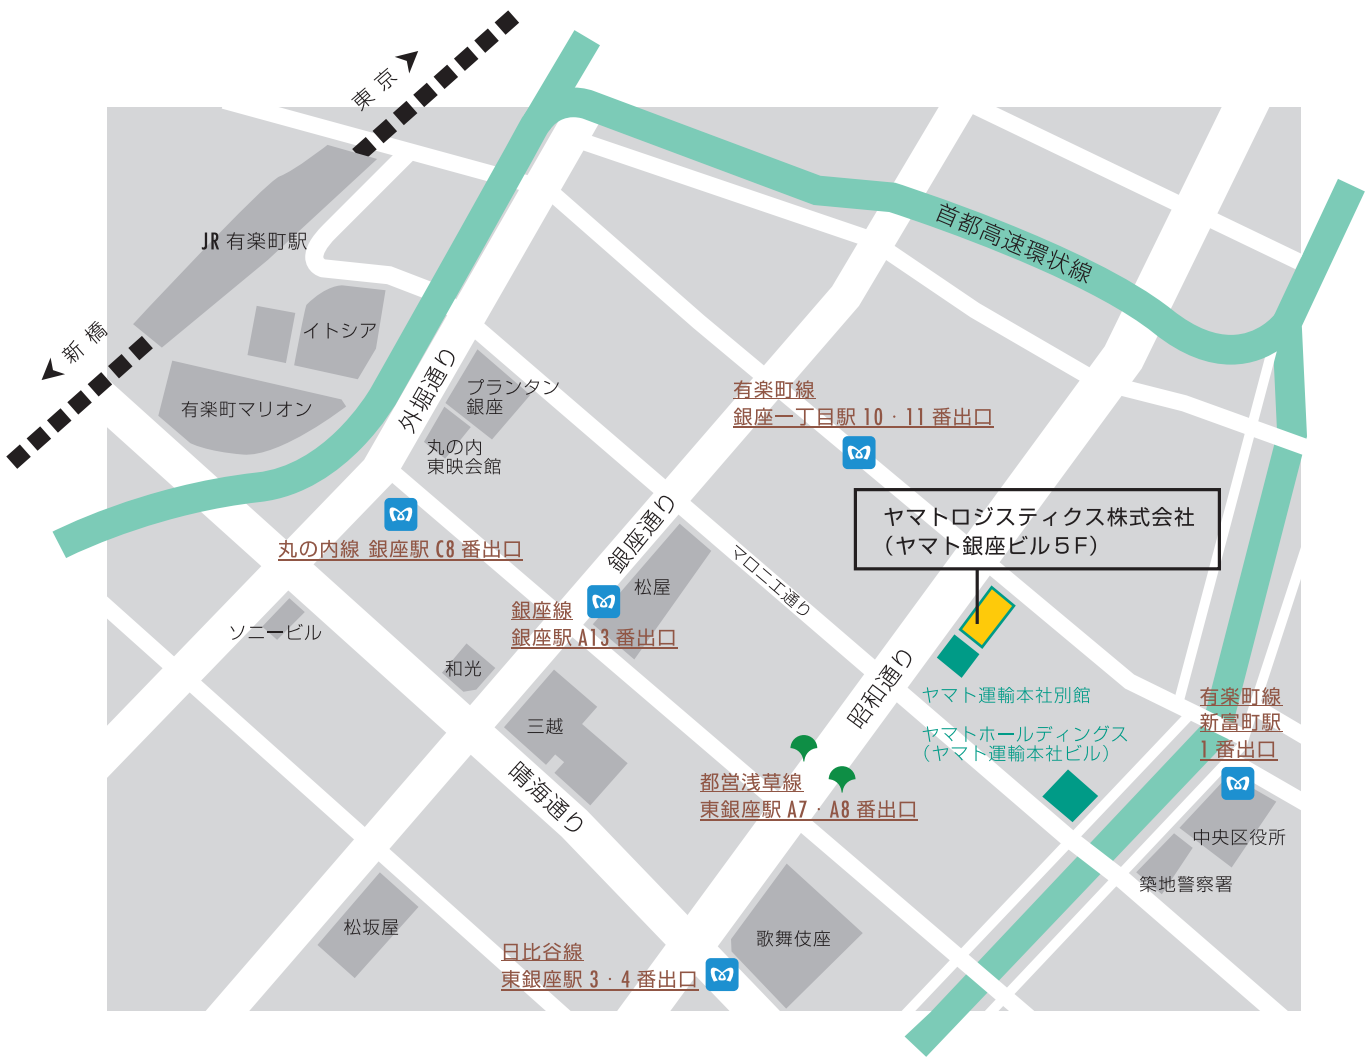 東京
JR 有楽町駅
新橋
イトシア
有楽町マリオン
首都高速環状線
外堀通り
プランタン
銀座
丸の内
東映会館
有楽町線
銀座一丁目駅 10・11 番出口
ヤマトロジスティクス株式会社
（ヤマト銀座ビル５Ｆ）
丸の内線 銀座駅 C8 番出口
銀座通り
松屋
マロニエ通り
銀座線
銀座駅 A13 番出口
ソニービル
和光
昭和通り
ヤマト運輸本社別館
ヤマトホールディングス
（ヤマト運輸本社ビル）
有楽町線
新富町駅
1 番出口
三越
晴海通り
都営浅草線
東銀座駅 A7・A8 番出口
中央区役所
築地警察署
松坂屋
歌舞伎座
日比谷線
東銀座駅 3・4 番出口